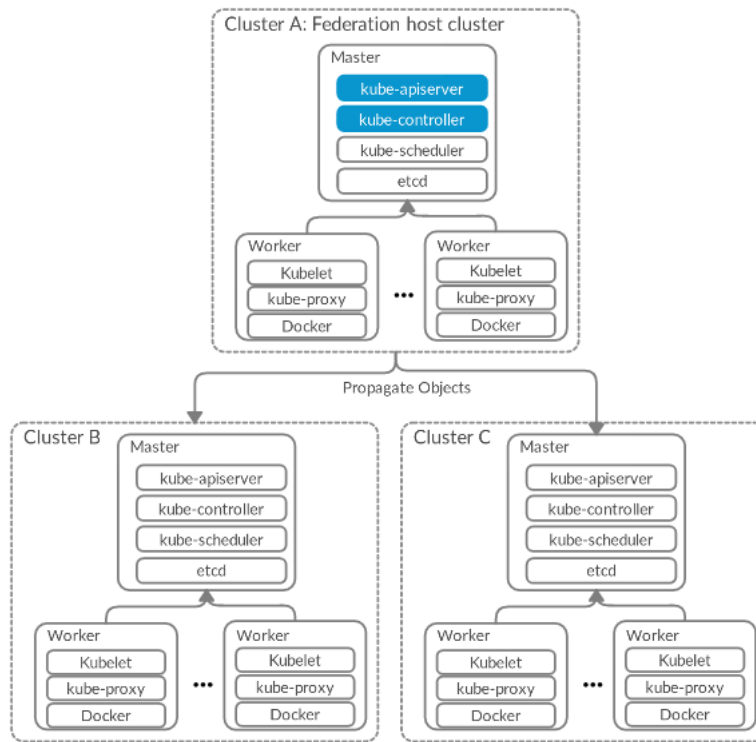 Cluster A: Federation host cluster
Master
kube-apiserver
kube-controller
kube-scheduler
etcd
Worker
Kubelet
kube-proxy
Docker
...
Worker
Kubelet
kube-proxy
Docker
Propagate Objects
Cluster B
Master
kube-apiserver
kube-controller
kube-scheduler
etcd
Worker
Kubelet
kube-proxy
Docker
...
Worker
Kubelet
kube-proxy
Docker
Cluster C
Master
kube-apiserver
kube-controller
kube-scheduler
etcd
Worker
Kubelet
kube-proxy
Docker
...
Worker
Kubelet
kube-proxy
Docker